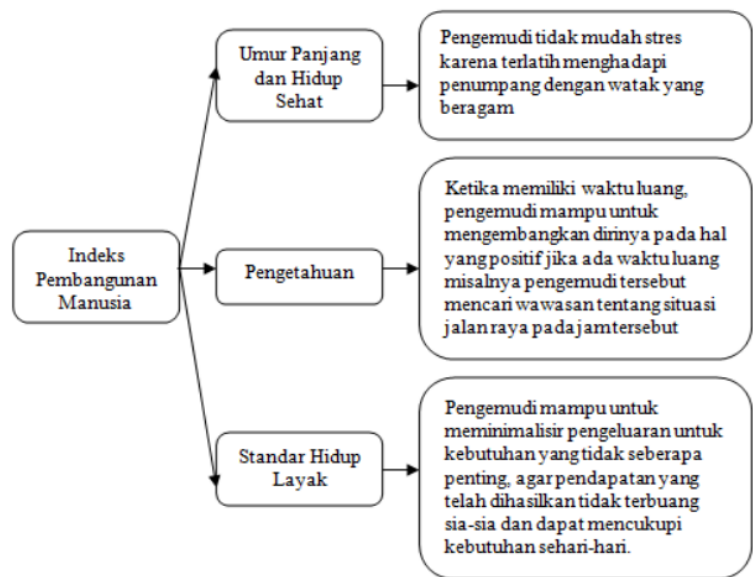 Umur Panjang
dan Hidup
Sehat
Pengemudi tidak mudah stres
karena terlatih menghadapi
penumpang dengan watak yang
beragam
Indeks
Pembangunan
Manusia
Pengetahuan
Ketika memiliki waktu luang,
pengemudi mampu untuk
mengembangkan dirinya pada hal
yang positif jika ada waktu luang
misalnya pengemudi tersebut
mencari wawasan tentang situasi
jalan raya pada jam tersebut
Standar Hidup
Layak
Pengemudi mampu untuk
meminimalisir pengeluaran untuk
kebutuhan yang tidak seberapa
penting, agar pendapatan yang
telah dihasilkan tidak terbuang
sia-sia dan dapat mencukupi
kebutuhan sehari-hari.